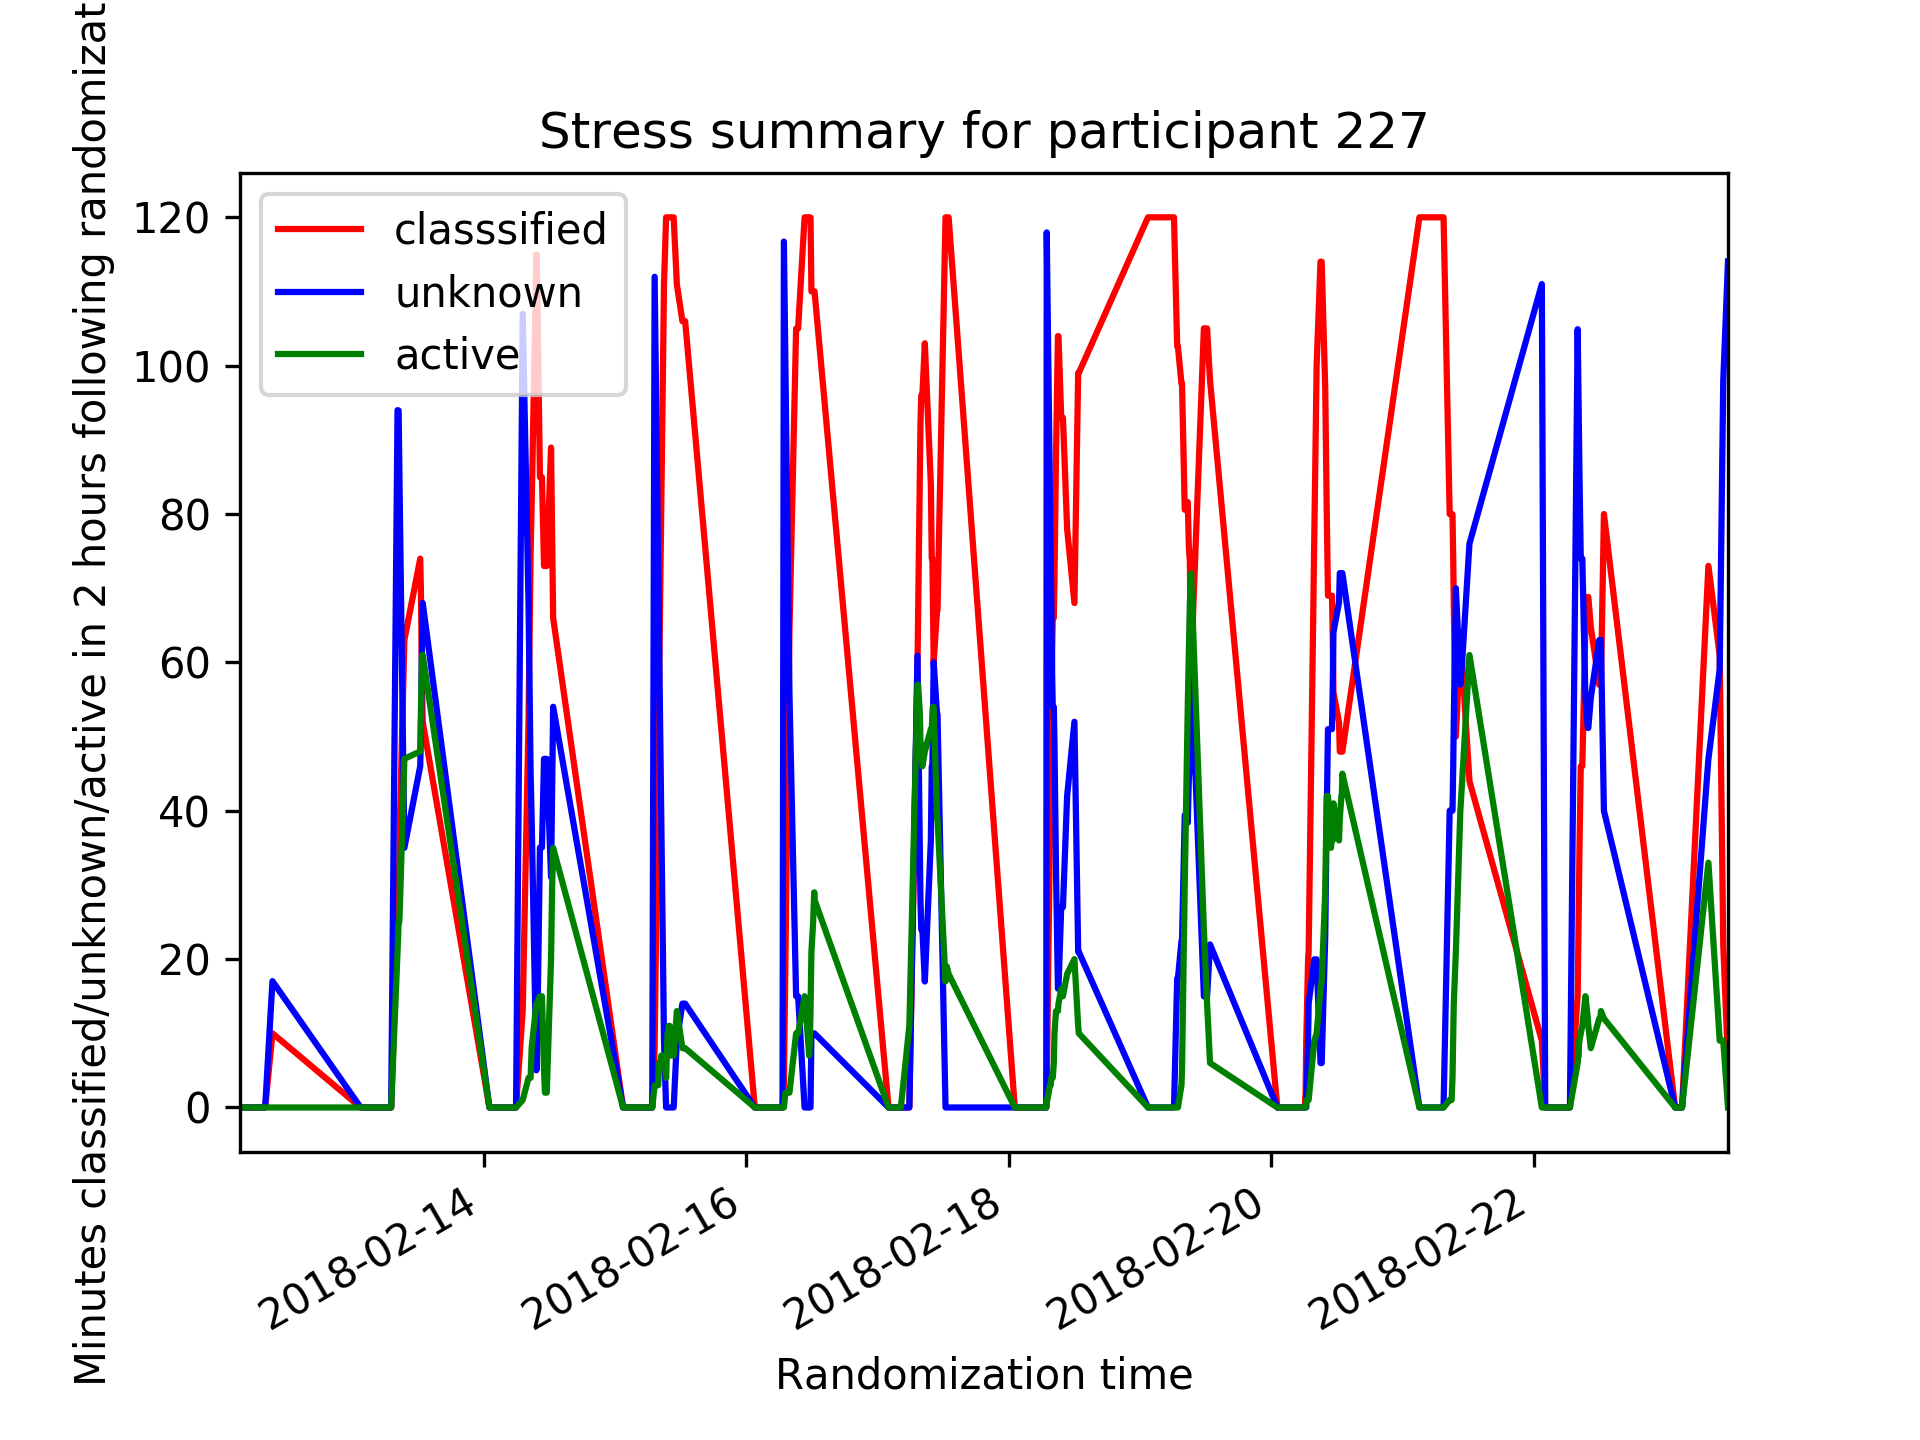 Stress summary for participant 227
Minutes classified/unknown/active in 2 hours following randomizat
120
100
80
60
40
20
0
classsified
unknown
active
2018-02-14
2018-02-16
2018-02-18
2018-02-20
2018-02-22
Randomization time